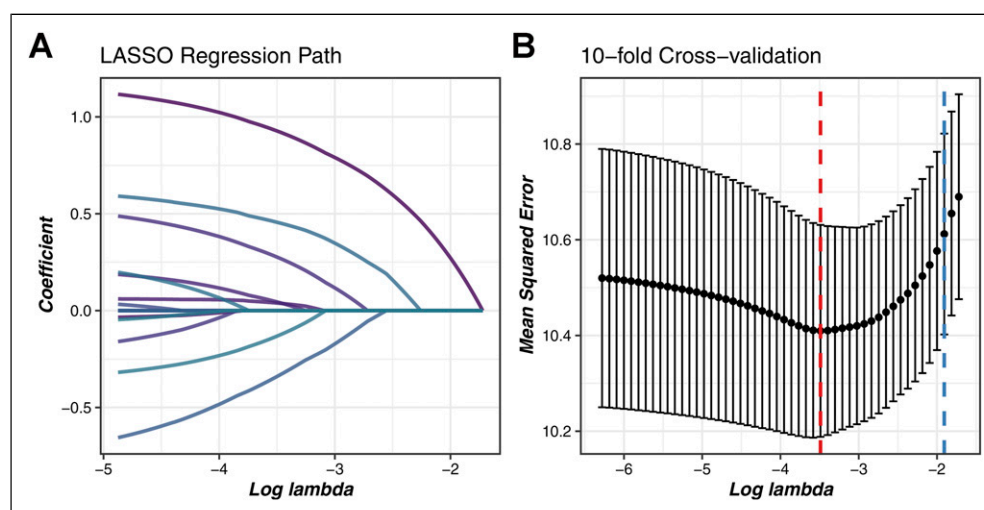 A
LASSO Regression Path
1.0
0.5
0.0
−0.5
−5
−4
−3
−2
Coefficient
Log lambda
B
10−fold Cross−validation
10.8
10.6
10.4
10.2
−6
−5
−4
−3
−2
Mean Squared Error
Log lambda